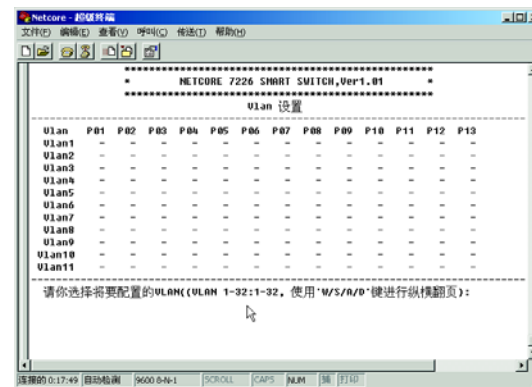 Netcore - 超级终端
文件(F) 编辑(E) 查看(V) 呼叫(C) 传送(T) 帮助(H)
*****************************************
* NETCORE 7226 SMART SWITCH,Ver1.01 *
*****************************************
Vlan 设置
Vlan P01 P02 P03 P04 P05 P06 P07 P08 P09 P10 P11 P12 P13
Vlan1 - - - - - - - - - - - - -
Vlan2 - - - - - - - - - - - - -
Vlan3 - - - - - - - - - - - - -
Vlan4 - - - - - - - - - - - - -
Vlan5 - - - - - - - - - - - - -
Vlan6 - - - - - - - - - - - - -
Vlan7 - - - - - - - - - - - - -
Vlan8 - - - - - - - - - - - - -
Vlan9 - - - - - - - - - - - - -
Vlan10 - - - - - - - - - - - - -
Vlan11 - - - - - - - - - - - - -
请你选择将要配置的VLAN((VLAN 1-32:1-32, 使用'W/S/A/D'键进行纵横翻页):
连接的 0:17:49 自动检测 9600 8-N-1 SCROLL CAPS NUM 捕 打印